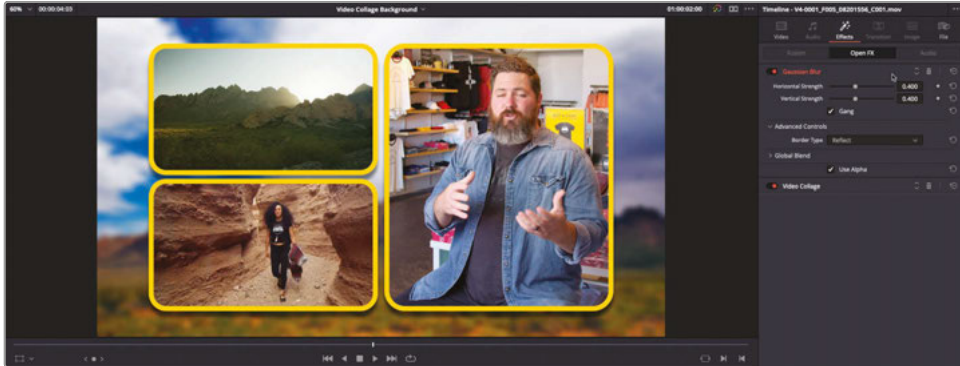 60% 00:00:04:03 Video Collage Background 01:00:02:00 Timeline - V4-0001_F005_08201556_C001.mov
Video Audio Effects Transition Image File
Fusion Open FX Audio
Gaussian Blur
Horizontal Strength 0.400
Vertical Strength 0.400
Gang
Advanced Controls
Border Type Reflect
Global Blend
Use Alpha
Video Collage